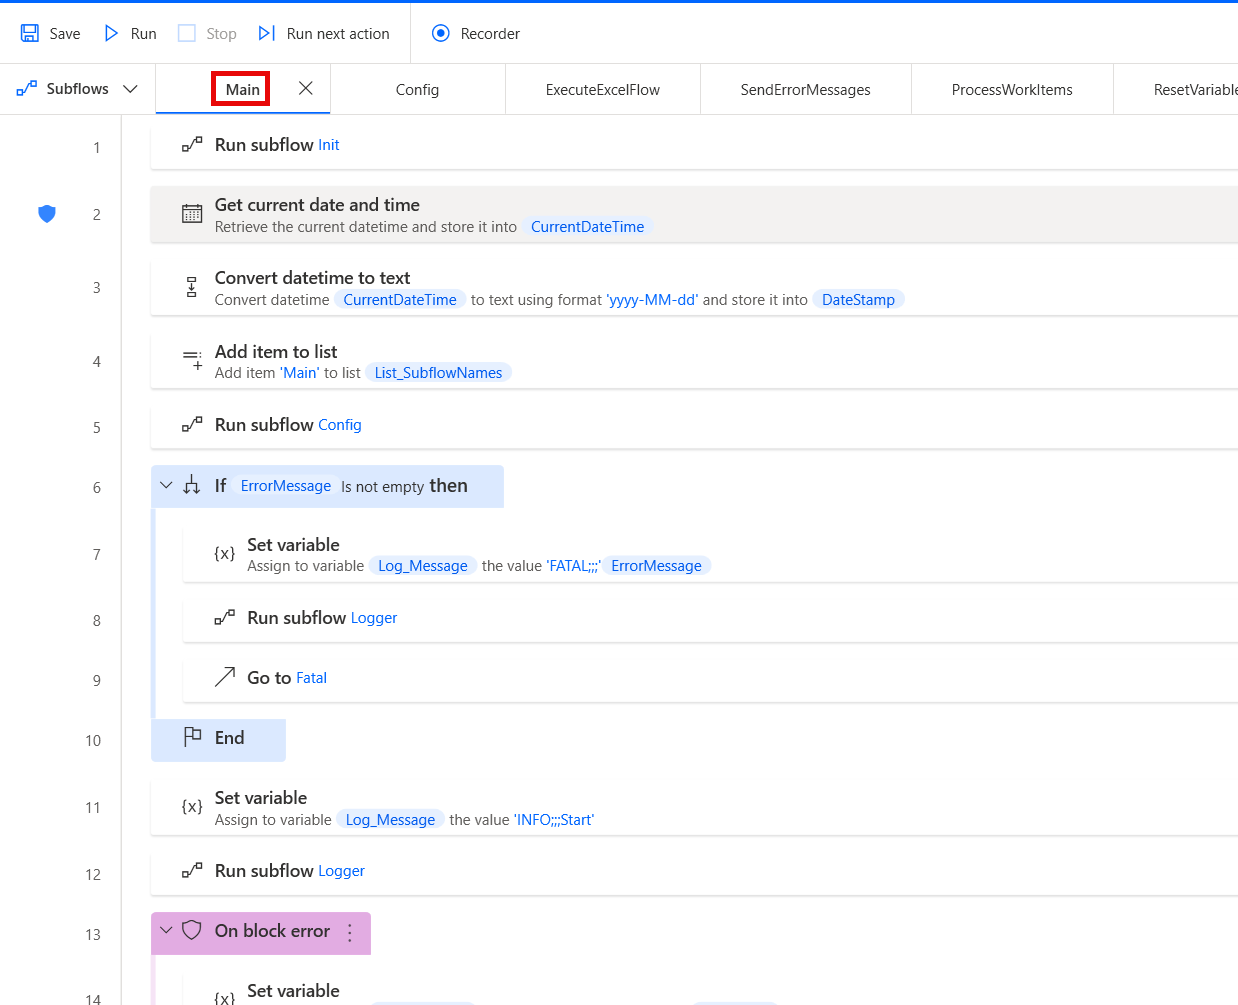 Save Run Stop Run next action Recorder
Subflows Main Config ExecuteExcelFlow SendErrorMessages ProcessWorkItems ResetVariable
1 Run subflow Init
2 Get current date and time
Retrieve the current datetime and store it into CurrentDateTime
3 Convert datetime to text
Convert datetime CurrentDateTime to text using format 'yyyy-MM-dd' and store it into DateStamp
4 Add item to list
Add item 'Main' to list List_SubflowNames
5 Run subflow Config
6 If ErrorMessage Is not empty then
7 Set variable
Assign to variable Log_Message the value 'FATAL;;;' ErrorMessage
8 Run subflow Logger
9 Go to Fatal
10 End
11 Set variable
Assign to variable Log_Message the value 'INFO;;;Start'
12 Run subflow Logger
13 On block error
14 Set variable